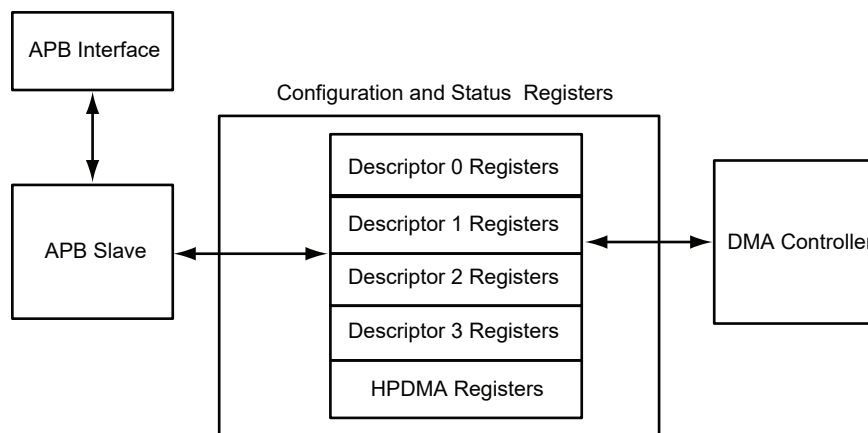 APB Interface
Configuration and Status Registers
Descriptor 0 Registers
Descriptor 1 Registers
APB Slave
DMA Controller
Descriptor 2 Registers
Descriptor 3 Registers
HPDMA Registers